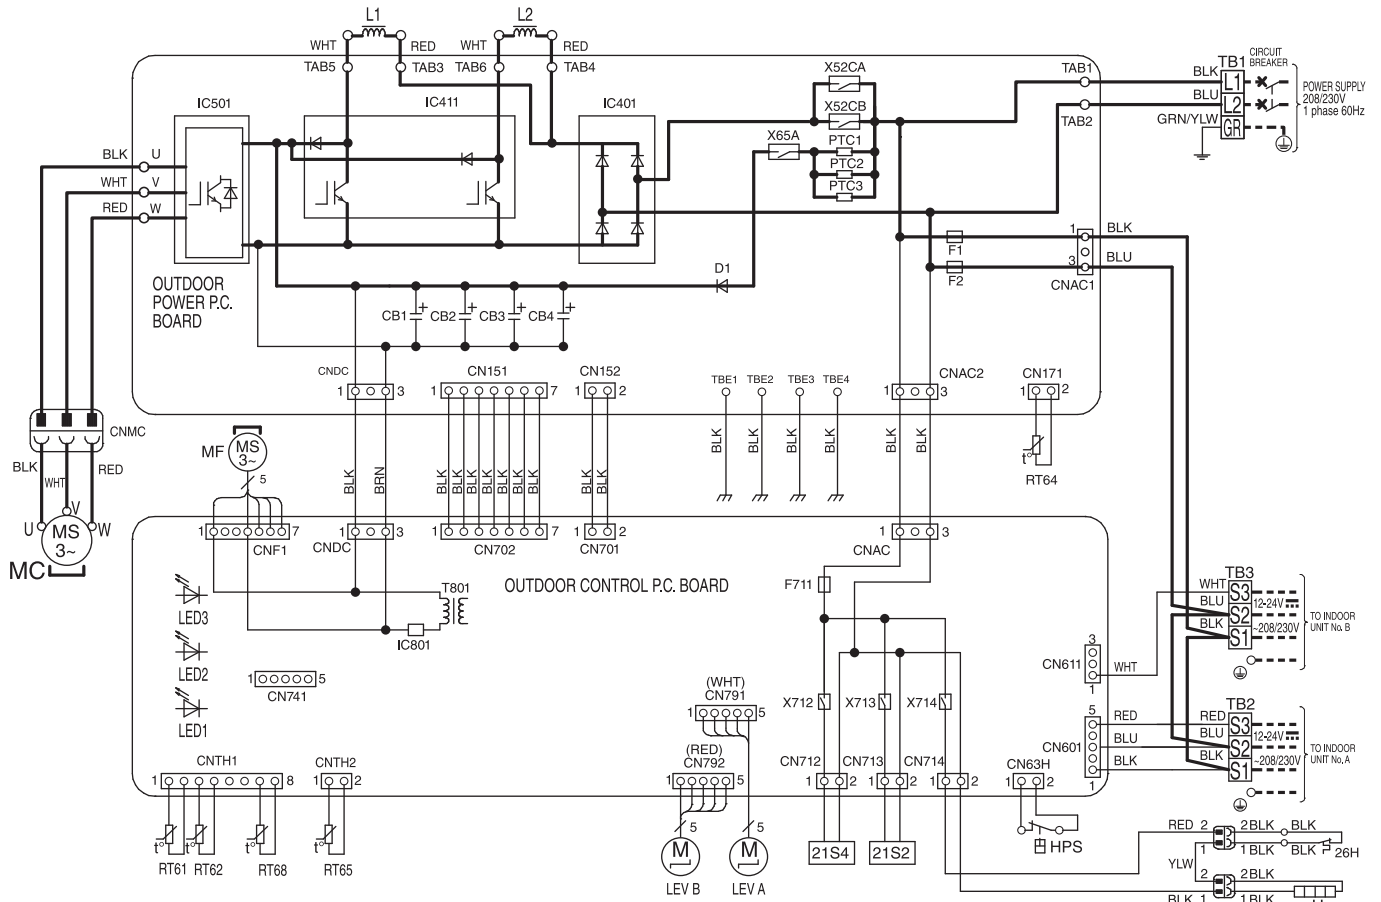 L1 L2
WHT RED WHT RED
TAB5 TAB3 TAB6 TAB4
IC501 IC411 IC401
X52CA
X52CB
X65A
PTC1
PTC2
PTC3
TAB1
TAB2
TB1
CIRCUIT
BREAKER
BLK L1
BLU L2
GRN/YLW GR
POWER SUPPLY
208/230V
1 phase 60Hz
BLK U
WHT V
RED W
OUTDOOR
POWER P.C.
BOARD
D1
F1
F2
1 BLK
3 BLU
CNAC1
CB1 + CB2 + CB3 + CB4 +
CNDC CN151 CN152
1 3 1 7 1 2
TBE1 TBE2 TBE3 TBE4
CNAC2 CN171
1 3 1 2
CNMC
BLK WHT RED
MF MS
3~
5
BLK BRN
BLK BLK BLK BLK BLK BLK BLK
BLK BLK
BLK BLK BLK BLK
BLK BLK
t°
RT64
U V W
MS
3~
MC
1 7
CNF1
1 3
CNDC
1 7
CN702
1 2
CN701
CNAC 1 3
OUTDOOR CONTROL P.C. BOARD
LED3
LED2
LED1
T801
IC801
1 5
CN741
F711
X712 X713 X714
3
CN611
1
WHT
5
CN601
1
RED
BLU
BLK
TB3
WHT S3
BLU S2
BLK S1
12-24V
~208/230V
TO INDOOR
UNIT No. B
TB2
RED S3
BLU S2
BLK S1
12-24V
~208/230V
TO INDOOR
UNIT No. A
(WHT)
CN791
1 5
(RED)
CN792
1 5
CN712 CN713 CN714 CN63H
1 2 1 2 1 2 1 2
CNTH1 CNTH2
1 8 1 2
t° t° t° t°
RT61 RT62 RT68 RT65
5 5
M M
LEV B LEV A
21S4 21S2
HPS
RED 2 2BLK BLK
1 1BLK BLK 26H
YLW
2 2BLK
BLK 1 1BLK